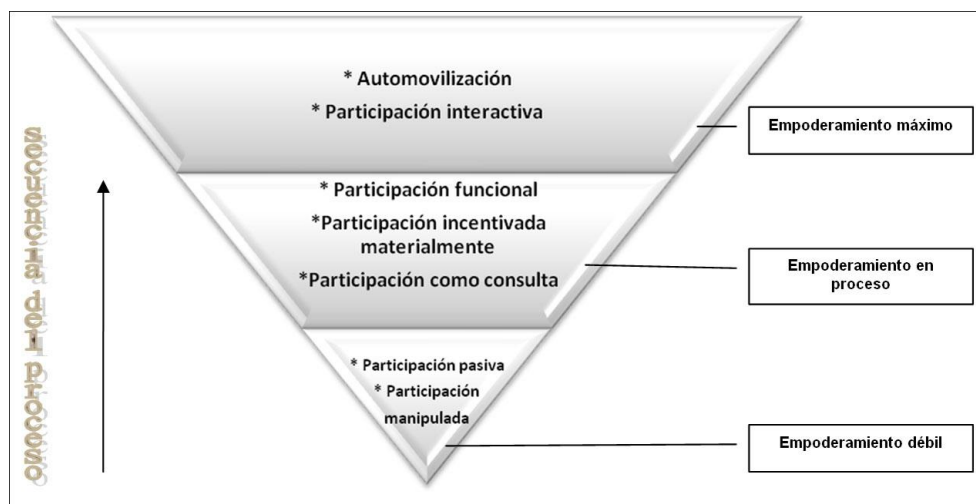 * Automovilización
* Participación interactiva
Empoderamiento máximo
* Participación funcional
*Participación incentivada
materialmente
*Participación como consulta
Empoderamiento en
proceso
* Participación pasiva
* Participación
manipulada
Empoderamiento débil
Secuencia del proceso